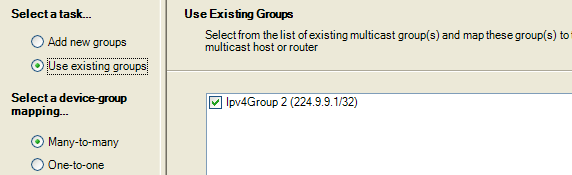 Select a task...
Add new groups
Use existing groups
Select a device-group
mapping...
Many-to-many
One-to-one
Use Existing Groups
Select from the list of existing multicast group(s) and map these group(s) to
multicast host or router
Ipv4Group 2 (224.9.9.1/32)